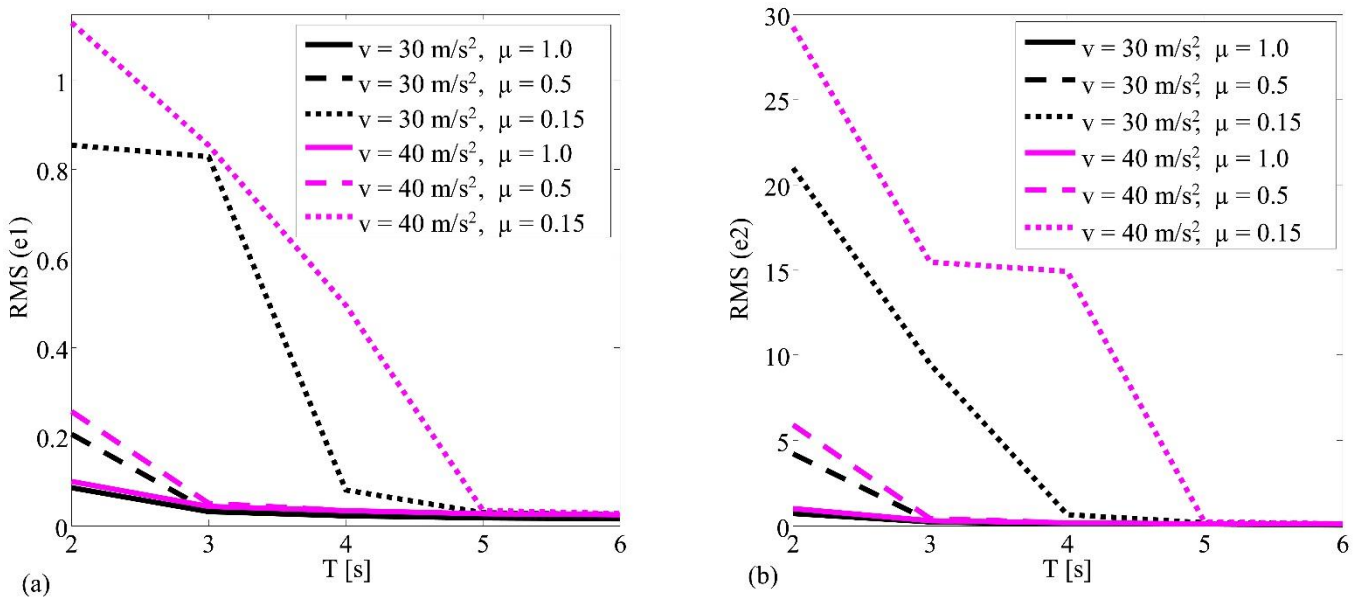 1
0.8
0.6
0.4
0.2
0
RMS (e1)
v = 30 m/s², μ = 1.0
v = 30 m/s², μ = 0.5
v = 30 m/s², μ = 0.15
v = 40 m/s², μ = 1.0
v = 40 m/s², μ = 0.5
v = 40 m/s², μ = 0.15
2 3 4 5 6
T [s]
(a)
30
25
20
15
10
5
0
RMS (e2)
v = 30 m/s², μ = 1.0
v = 30 m/s², μ = 0.5
v = 30 m/s², μ = 0.15
v = 40 m/s², μ = 1.0
v = 40 m/s², μ = 0.5
v = 40 m/s², μ = 0.15
2 3 4 5 6
T [s]
(b)